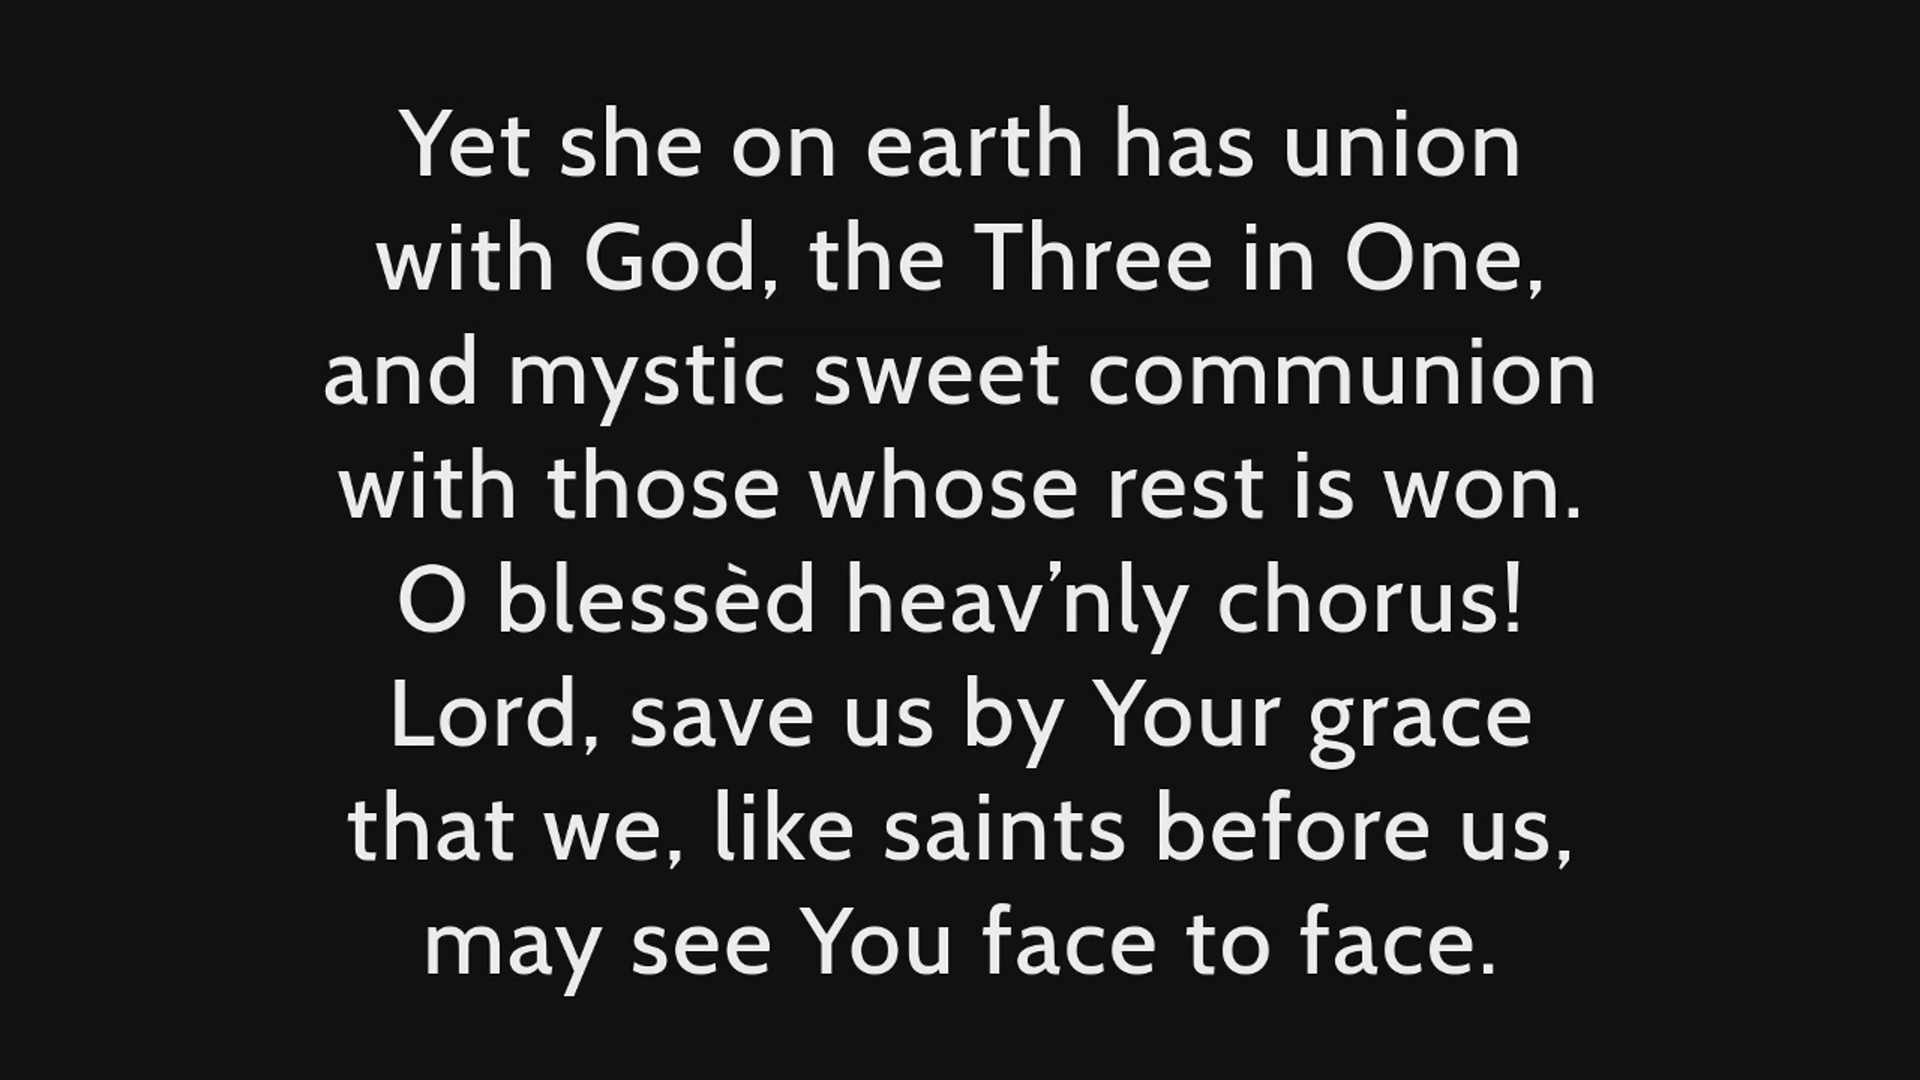 Yet she on earth has union
with God, the Three in One,
and mystic sweet communion
with those whose rest is won.
O blessèd heav’nly chorus!
Lord, save us by Your grace
that we, like saints before us,
may see You face to face.